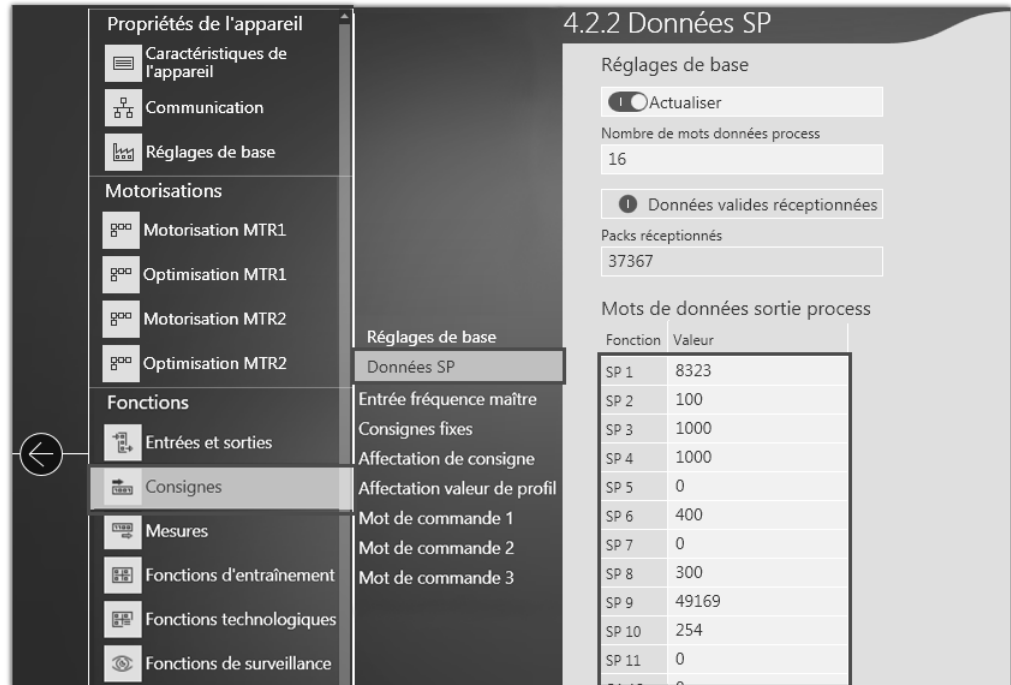 Propriétés de l'appareil
Caractéristiques de
l'appareil
Communication
Réglages de base
Motorisations
Motorisation MTR1
Optimisation MTR1
Motorisation MTR2
Optimisation MTR2
Fonctions
Entrées et sorties
Consignes
Mesures
Fonctions d'entraînement
Fonctions technologiques
Fonctions de surveillance
Réglages de base
Données SP
Entrée fréquence maître
Consignes fixes
Affectation de consigne
Affectation valeur de profil
Mot de commande 1
Mot de commande 2
Mot de commande 3
4.2.2 Données SP
Réglages de base
Actualiser
Nombre de mots données process
16
Données valides réceptionnées
Packs réceptionnés
37367
Mots de données sortie process
Fonction Valeur
SP 1 8323
SP 2 100
SP 3 1000
SP 4 1000
SP 5 0
SP 6 400
SP 7 0
SP 8 300
SP 9 49169
SP 10 254
SP 11 0